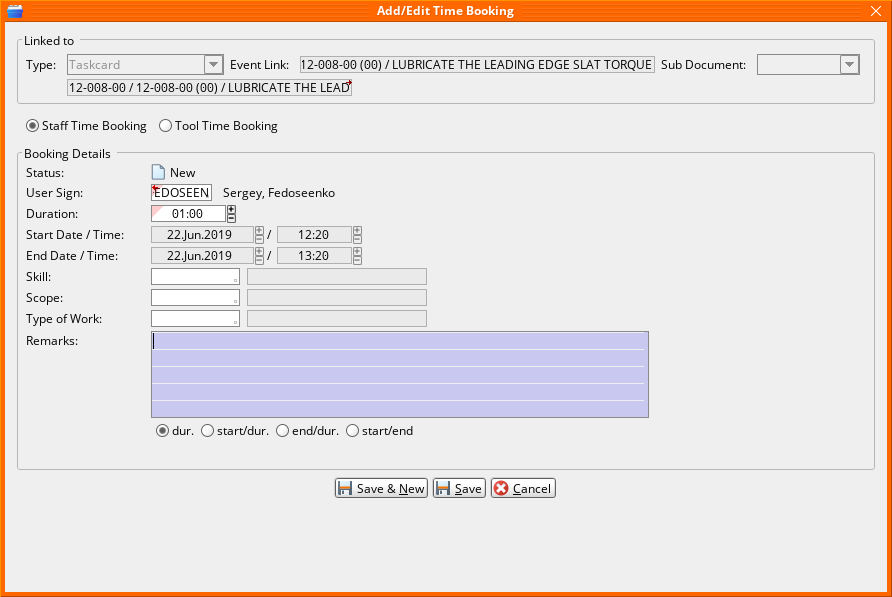 Add/Edit Time Booking
Linked to
Type: Taskcard Event Link: 12-008-00 (00) / LUBRICATE THE LEADING EDGE SLAT TORQUE Sub Document:
12-008-00 / 12-008-00 (00) / LUBRICATE THE LEAD
Staff Time Booking Tool Time Booking
Booking Details
Status: New
User Sign: EDOSEEN Sergey, Fedoseenko
Duration: 01:00
Start Date / Time: 22.Jun.2019 / 12:20
End Date / Time: 22.Jun.2019 / 13:20
Skill:
Scope:
Type of Work:
Remarks:
dur. start/dur. end/dur. start/end
Save & New Save Cancel